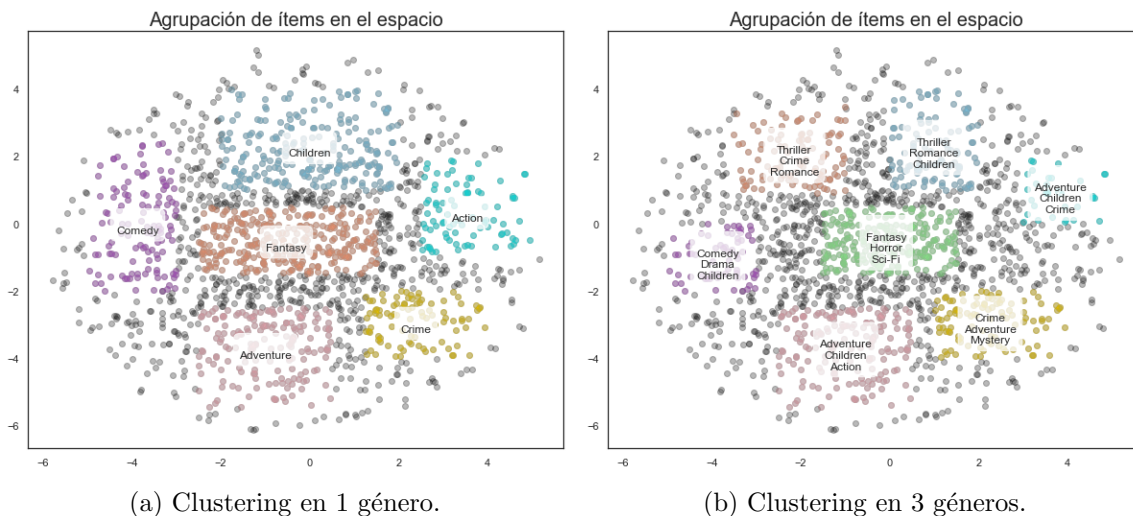 Agrupación de ítems en el espacio
4
2
0
−2
−4
−6
−6
−4
−2
0
2
4
Children
Action
Comedy
Fantasy
Crime
Adventure
(a) Clustering en 1 género.
Agrupación de ítems en el espacio
4
2
0
−2
−4
−6
−6
−4
−2
0
2
4
Thriller
Crime
Romance
Thriller
Romance
Children
Adventure
Children
Crime
Fantasy
Horror
Sci-Fi
Comedy
Drama
Children
Crime
Adventure
Mystery
Adventure
Children
Action
(b) Clustering en 3 géneros.